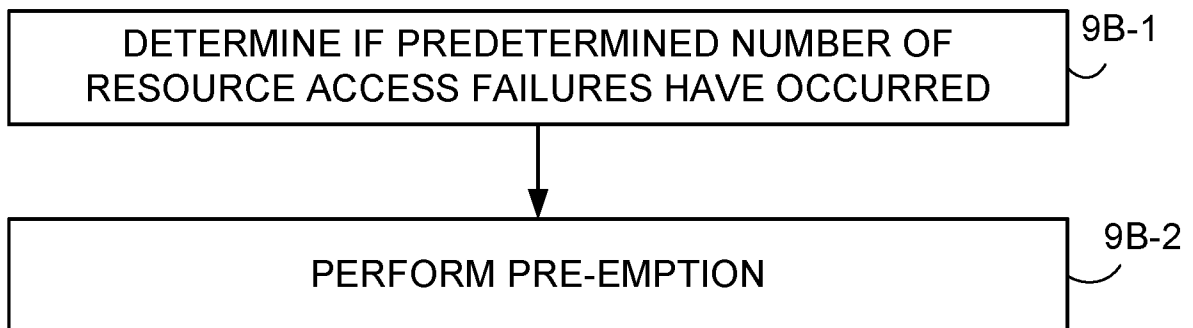 DETERMINE IF PREDETERMINED NUMBER OF
RESOURCE ACCESS FAILURES HAVE OCCURRED
9B-1
PERFORM PRE-EMPTION
9B-2